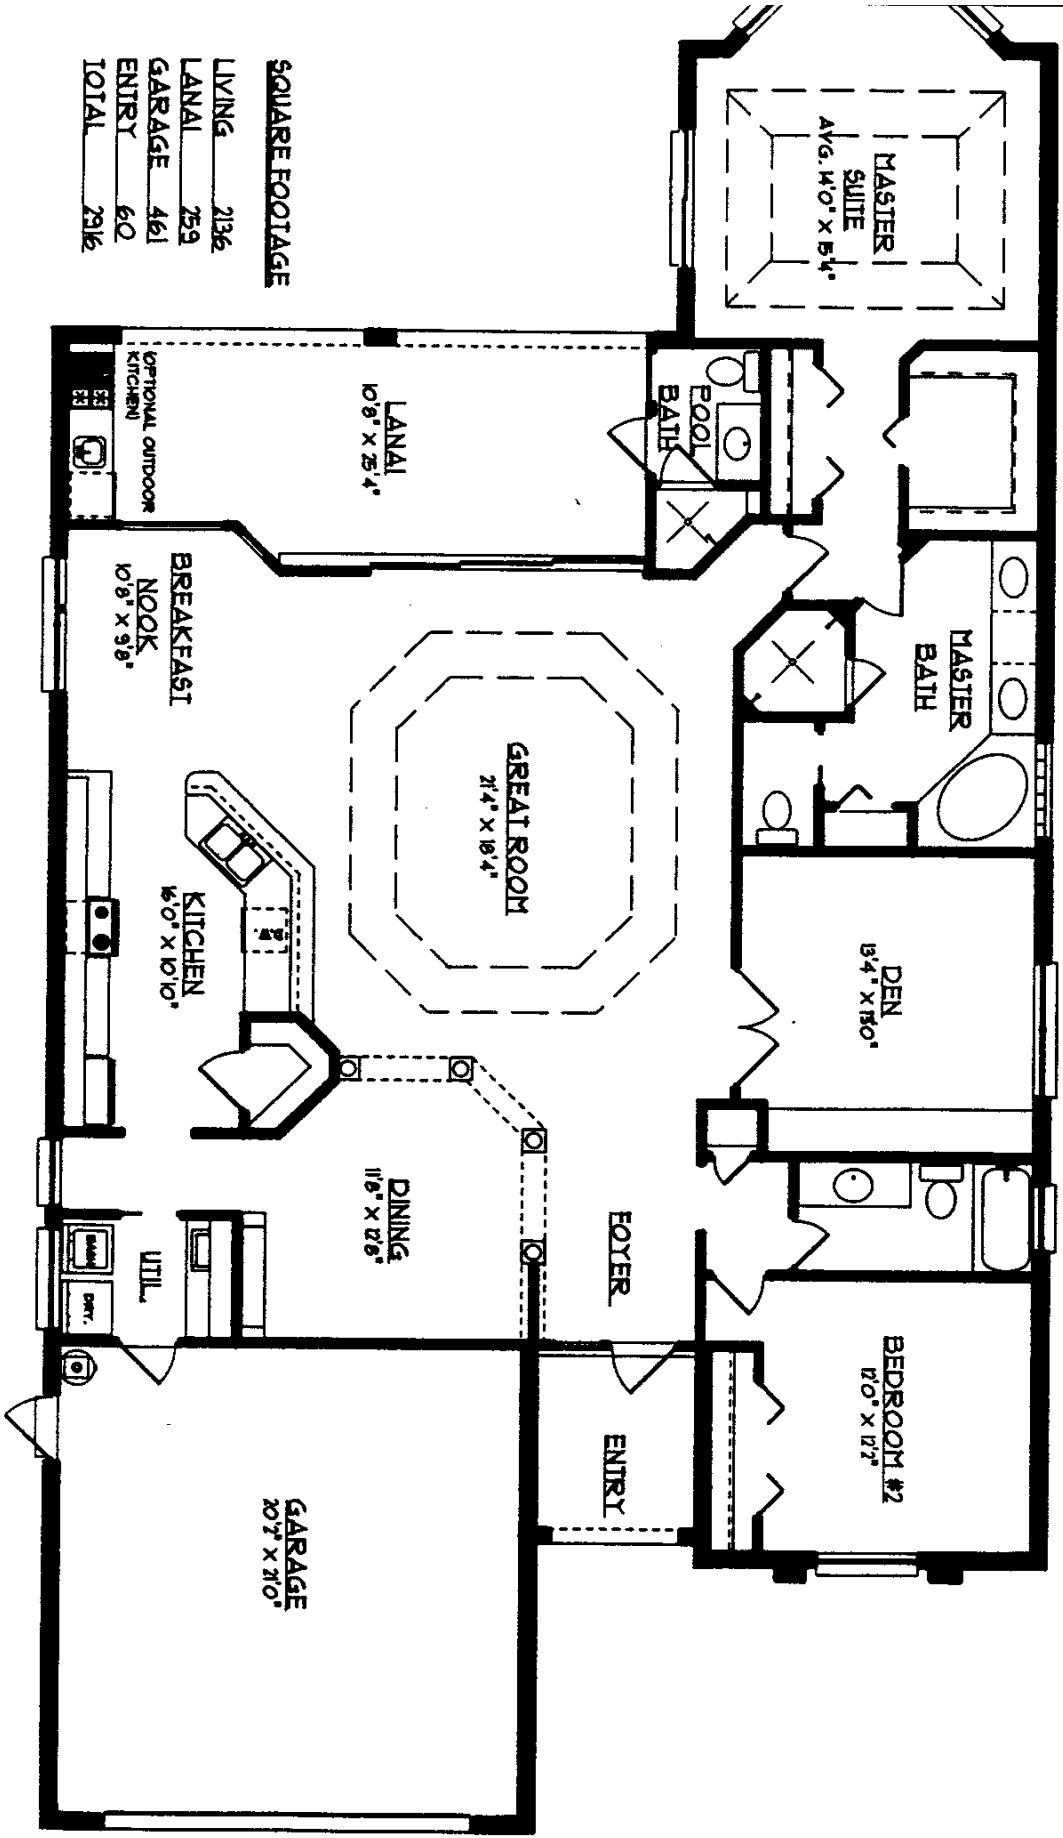 SQUARE FOOTAGE
LIVING 2136
LANAI 259
GARAGE 461
ENTRY 60
TOTAL 2916
MASTER
SUITE
AVG. 14'0" X 15'4"
(OPTIONAL OUTDOOR
KITCHEN)
LANAI
10'8" X 25'4"
POOL
BATH
BREAKFAST
NOOK
10'8" X 9'8"
MASTER
BATH
GREAT ROOM
21'4" X 18'4"
KITCHEN
16'0" X 10'10"
D.W.
DEN
13'4" X 13'0"
DINING
11'8" X 12'8"
FOYER
UTIL.
DRY.
BEDROOM #2
12'0" X 12'2"
ENTRY
GARAGE
20'2" X 21'0"